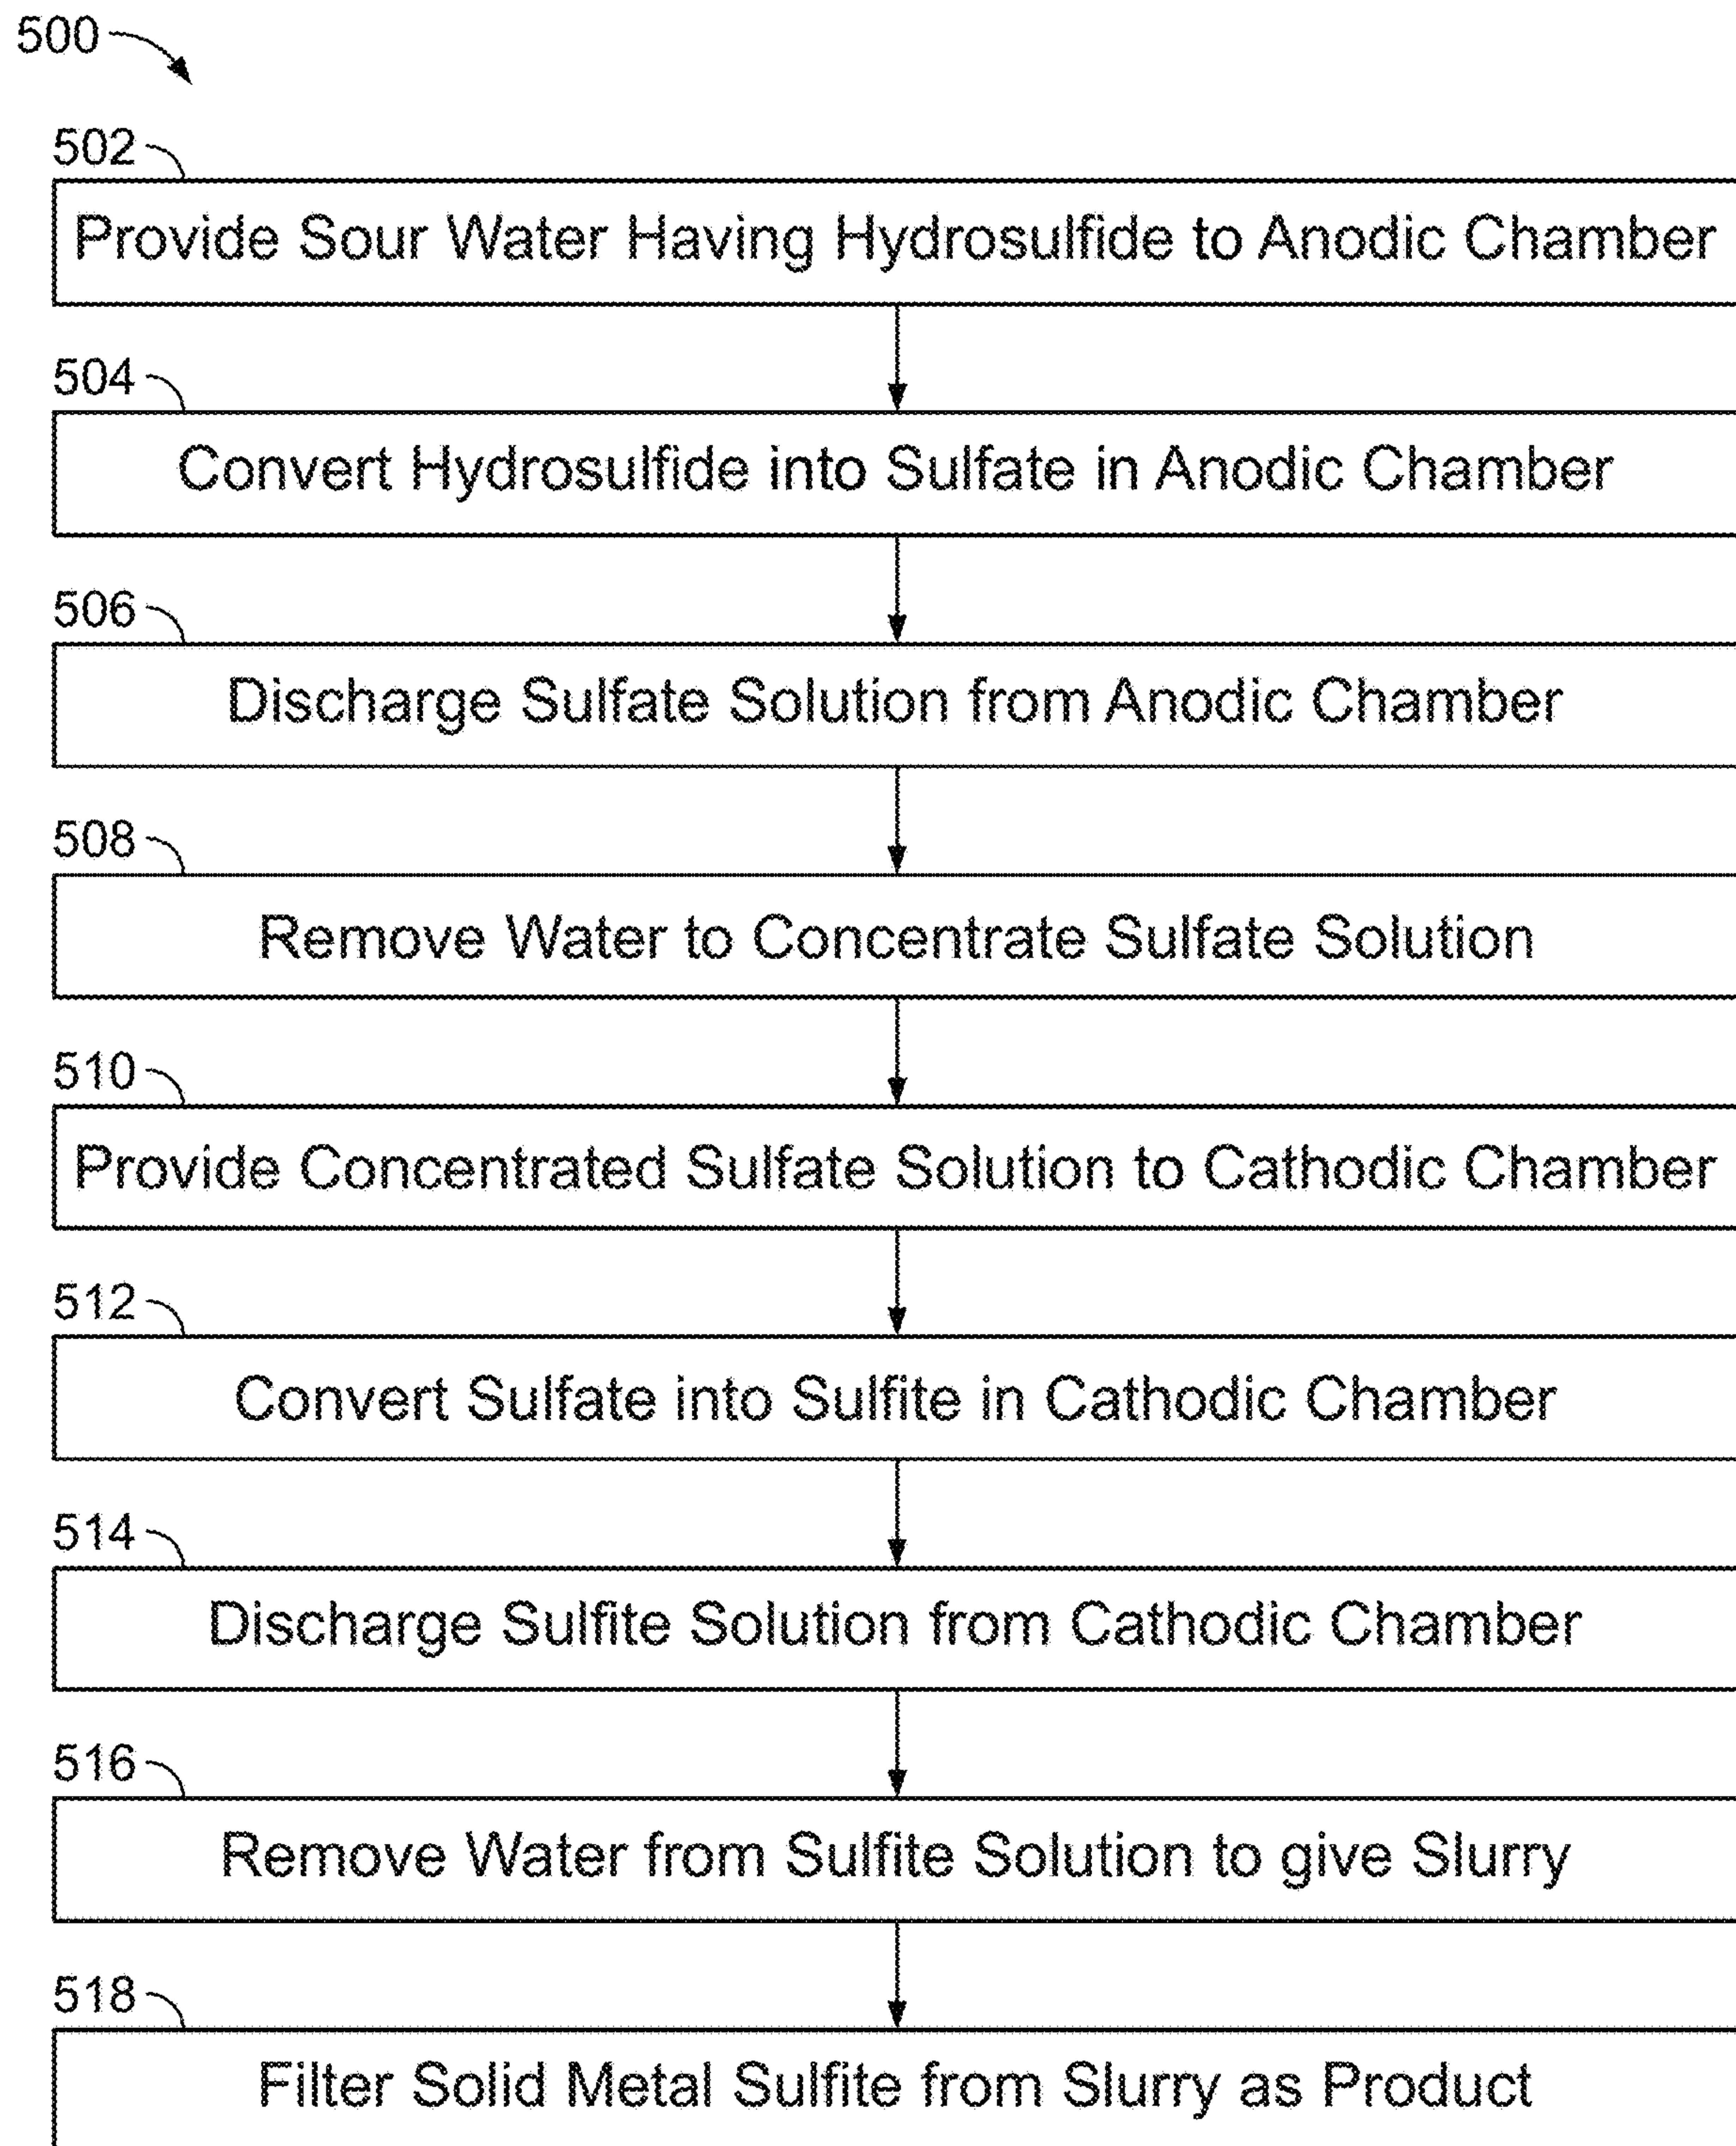 500
502
Provide Sour Water Having Hydrosulfide to Anodic Chamber
504
Convert Hydrosulfide into Sulfate in Anodic Chamber
506
Discharge Sulfate Solution from Anodic Chamber
508
Remove Water to Concentrate Sulfate Solution
510
Provide Concentrated Sulfate Solution to Cathodic Chamber
512
Convert Sulfate into Sulfite in Cathodic Chamber
514
Discharge Sulfite Solution from Cathodic Chamber
516
Remove Water from Sulfite Solution to give Slurry
518
Filter Solid Metal Sulfite from Slurry as Product